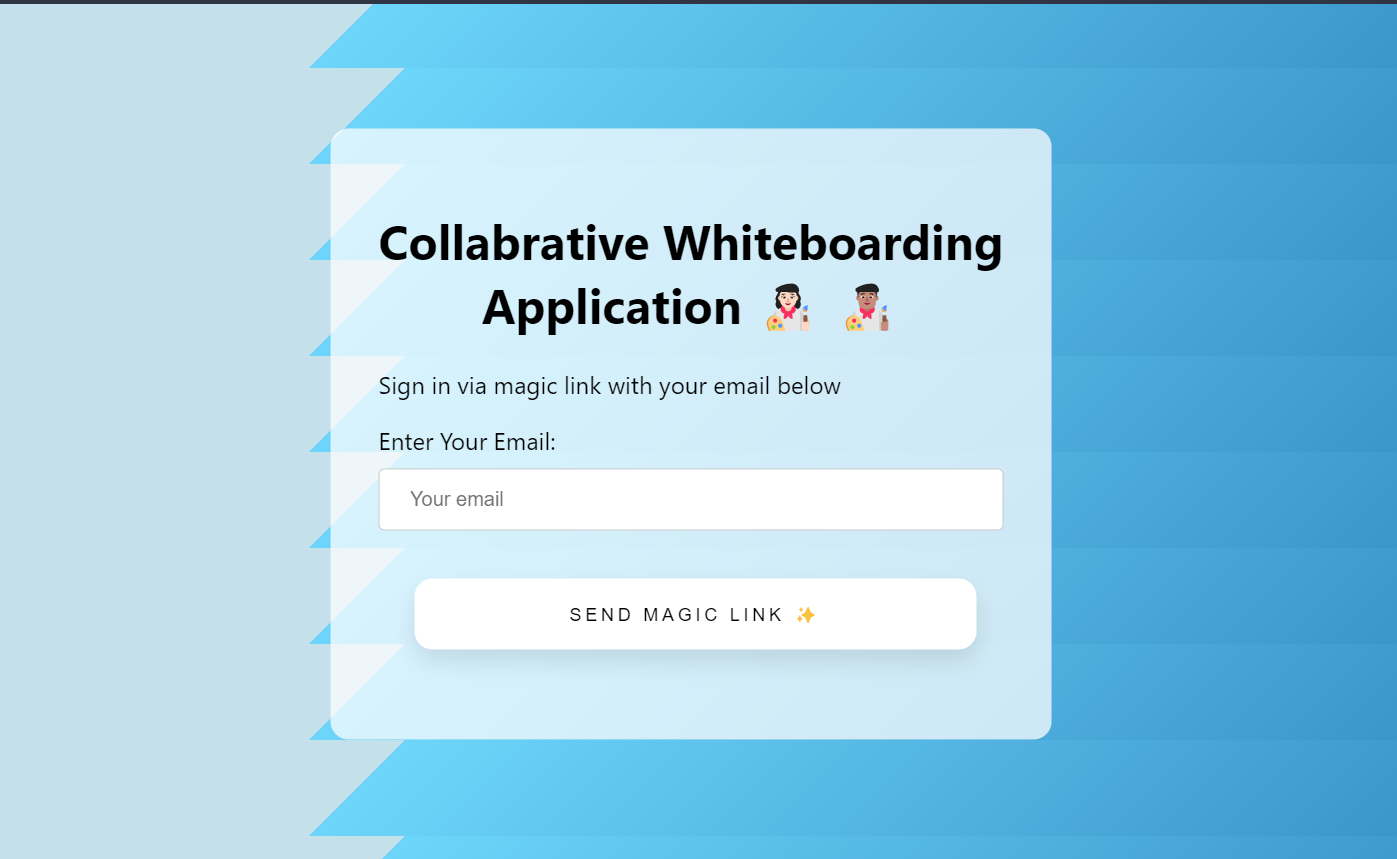 Collabrative Whiteboarding
Application 👩🏻‍🎨 👨🏽‍🎨
Sign in via magic link with your email below
Enter Your Email:
Your email
SEND MAGIC LINK ✨